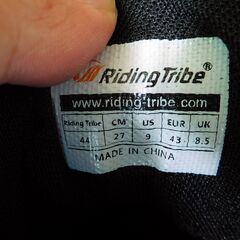 Riding Tribe®
www.riding-tribe.com
Riding Tribe CM US EUR UK
44 27 9 43 8.5
MADE IN CHINA